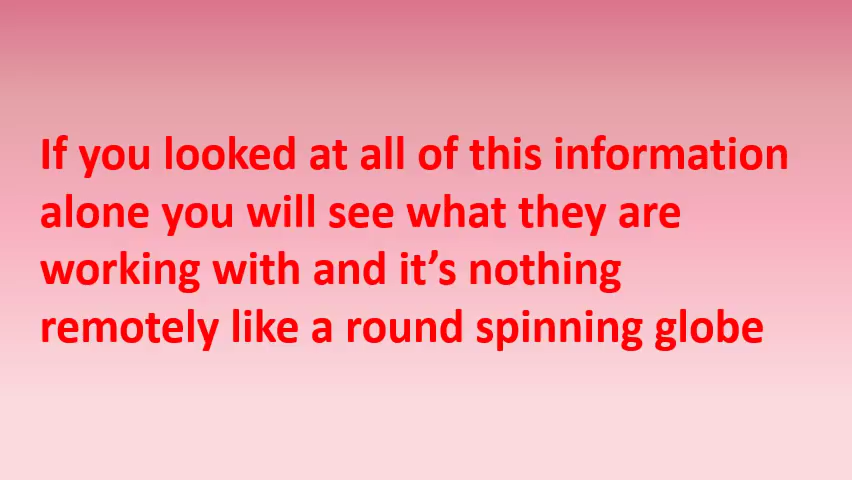 If you looked at all of this information
alone you will see what they are
working with and it’s nothing
remotely like a round spinning globe